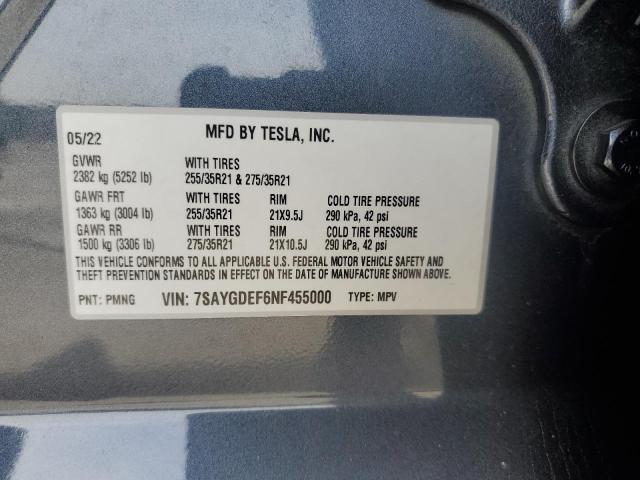 05/22 MFD BY TESLA, INC.
GVWR WITH TIRES
2382 kg (5252 lb) 255/35R21 & 275/35R21
GAWR FRT WITH TIRES RIM COLD TIRE PRESSURE
1363 kg (3004 lb) 255/35R21 21X9.5J 290 kPa, 42 psi
GAWR RR WITH TIRES RIM COLD TIRE PRESSURE
1500 kg (3306 lb) 275/35R21 21X10.5J 290 kPa, 42 psi
THIS VEHICLE CONFORMS TO ALL APPLICABLE U.S. FEDERAL MOTOR VEHICLE SAFETY AND
THEFT PREVENTION STANDARDS IN EFFECT ON THE DATE OF MANUFACTURE SHOWN ABOVE.
PNT: PMNG VIN: 7SAYGDEF6NF455000 TYPE: MPV